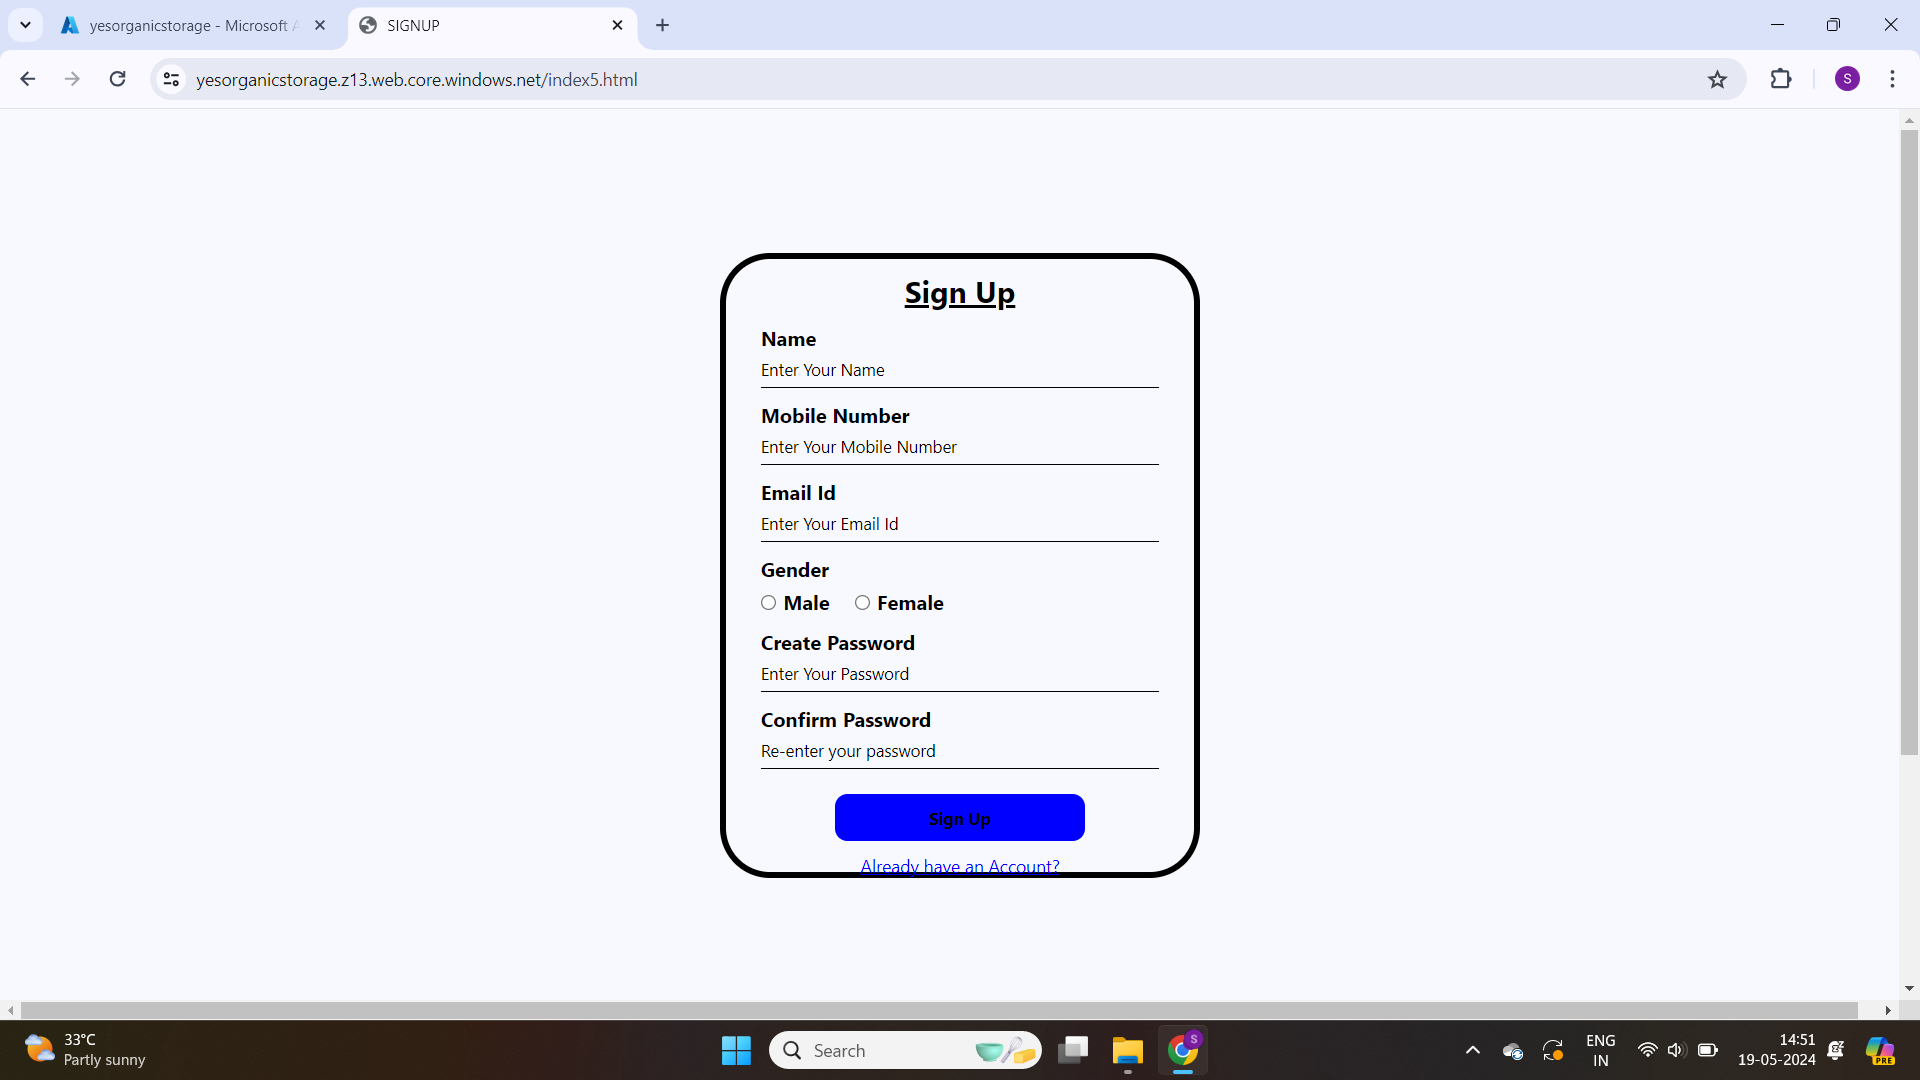 yesorganicstorage - Microsoft
SIGNUP
yesorganicstorage.z13.web.core.windows.net/index5.html
S
Sign Up
Name
Enter Your Name
Mobile Number
Enter Your Mobile Number
Email Id
Enter Your Email Id
Gender
Male Female
Create Password
Enter Your Password
Confirm Password
Re-enter your password
Sign Up
Already have an Account?
33°C
Partly sunny
Search
S
ENG
IN
14:51
19-05-2024
PRE